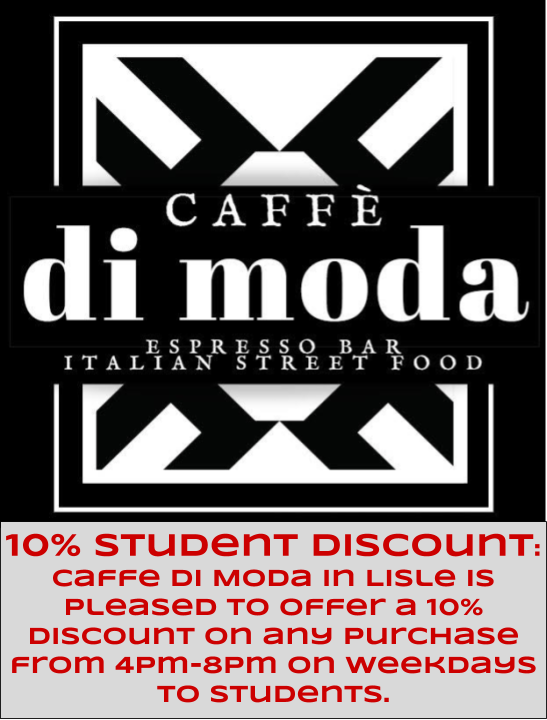 CAFFÈ
di moda
ESPRESSO BAR
ITALIAN STREET FOOD
10% STUDENT DISCOUNT:
Caffe Di Moda in Lisle is
pleased to offer a 10%
discount on any purchase
from 4pm-8pm on weekdays
to students.